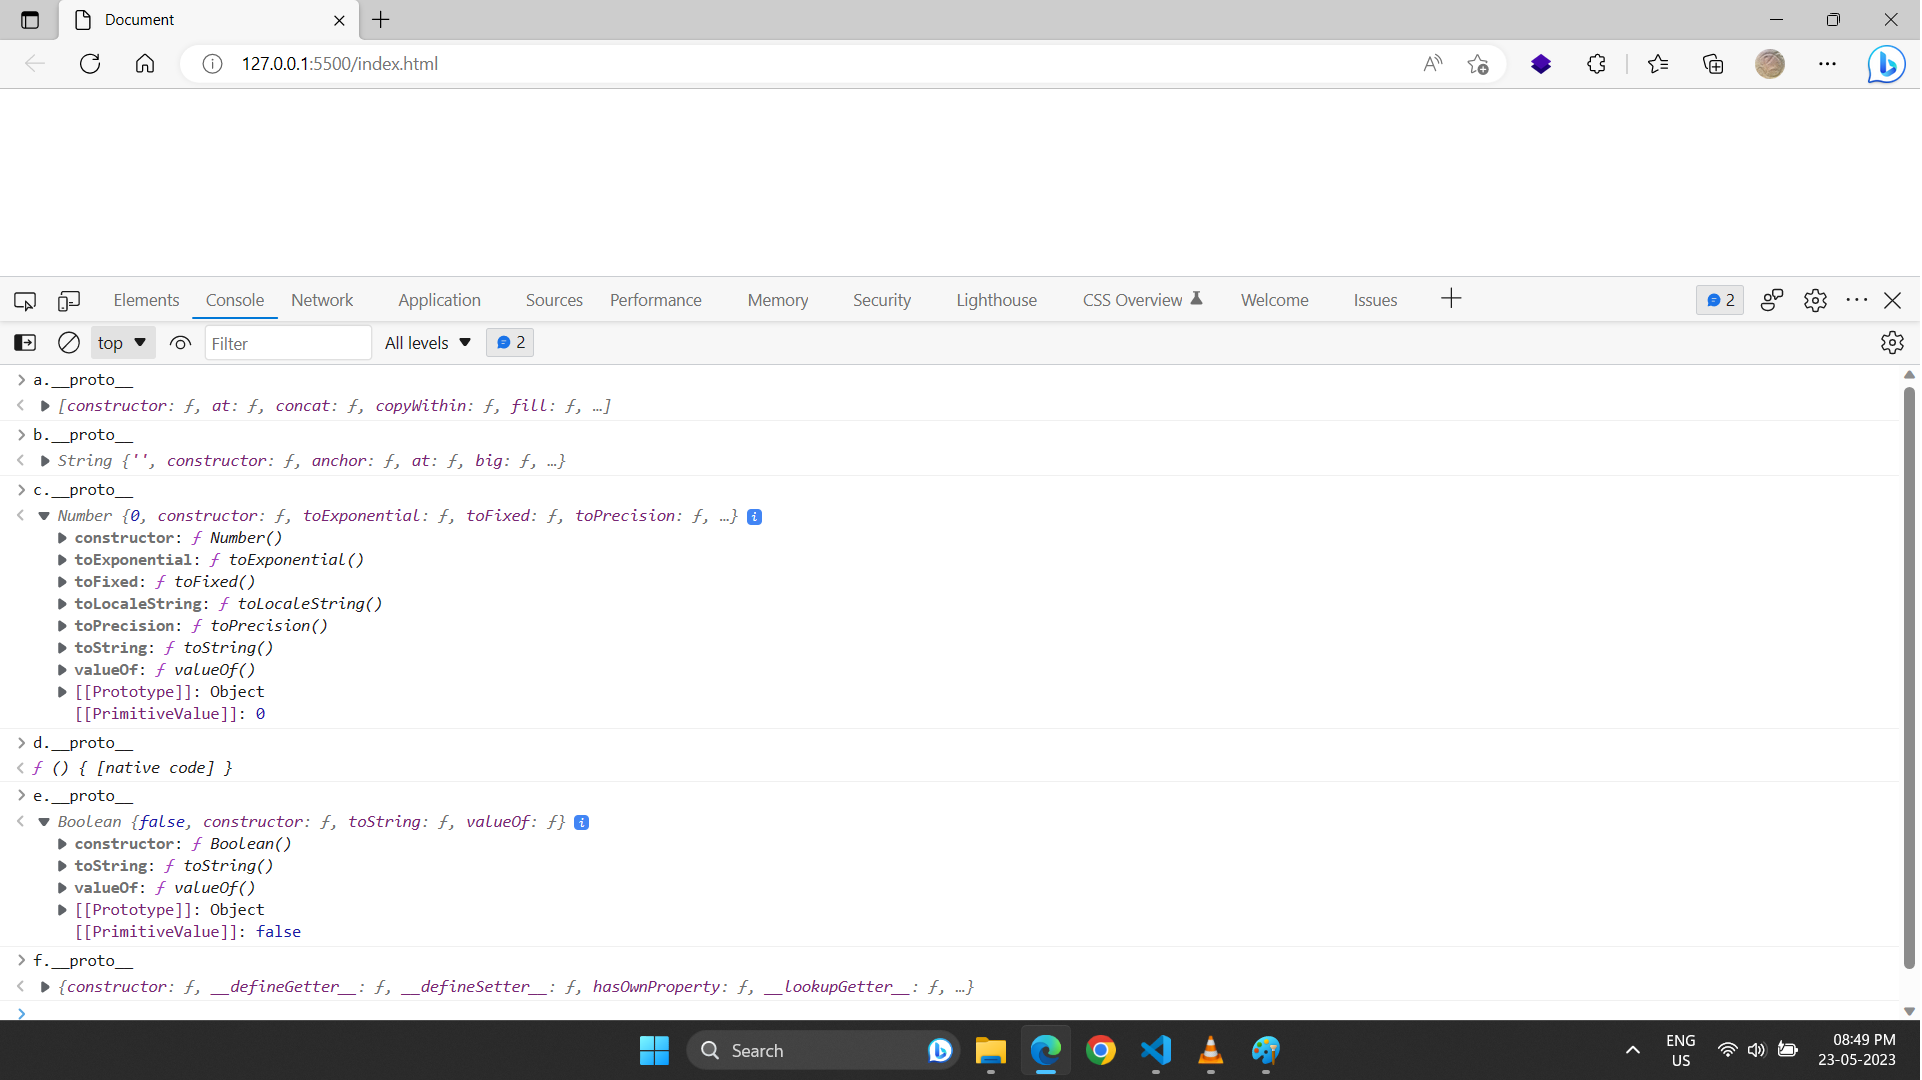 Document
127.0.0.1:5500/index.html
Elements Console Network Application Sources Performance Memory Security Lighthouse CSS Overview Welcome Issues 2
top Filter All levels 2
a.__proto__
[constructor: ƒ, at: ƒ, concat: ƒ, copyWithin: ƒ, fill: ƒ, …]
b.__proto__
String {'', constructor: ƒ, anchor: ƒ, at: ƒ, big: ƒ, …}
c.__proto__
Number {0, constructor: ƒ, toExponential: ƒ, toFixed: ƒ, toPrecision: ƒ, …} i
constructor: ƒ Number()
toExponential: ƒ toExponential()
toFixed: ƒ toFixed()
toLocaleString: ƒ toLocaleString()
toPrecision: ƒ toPrecision()
toString: ƒ toString()
valueOf: ƒ valueOf()
[[Prototype]]: Object
[[PrimitiveValue]]: 0
d.__proto__
ƒ () { [native code] }
e.__proto__
Boolean {false, constructor: ƒ, toString: ƒ, valueOf: ƒ} i
constructor: ƒ Boolean()
toString: ƒ toString()
valueOf: ƒ valueOf()
[[Prototype]]: Object
[[PrimitiveValue]]: false
f.__proto__
{constructor: ƒ, __defineGetter__: ƒ, __defineSetter__: ƒ, hasOwnProperty: ƒ, __lookupGetter__: ƒ, …}
Search
ENG
US
08:49 PM
23-05-2023